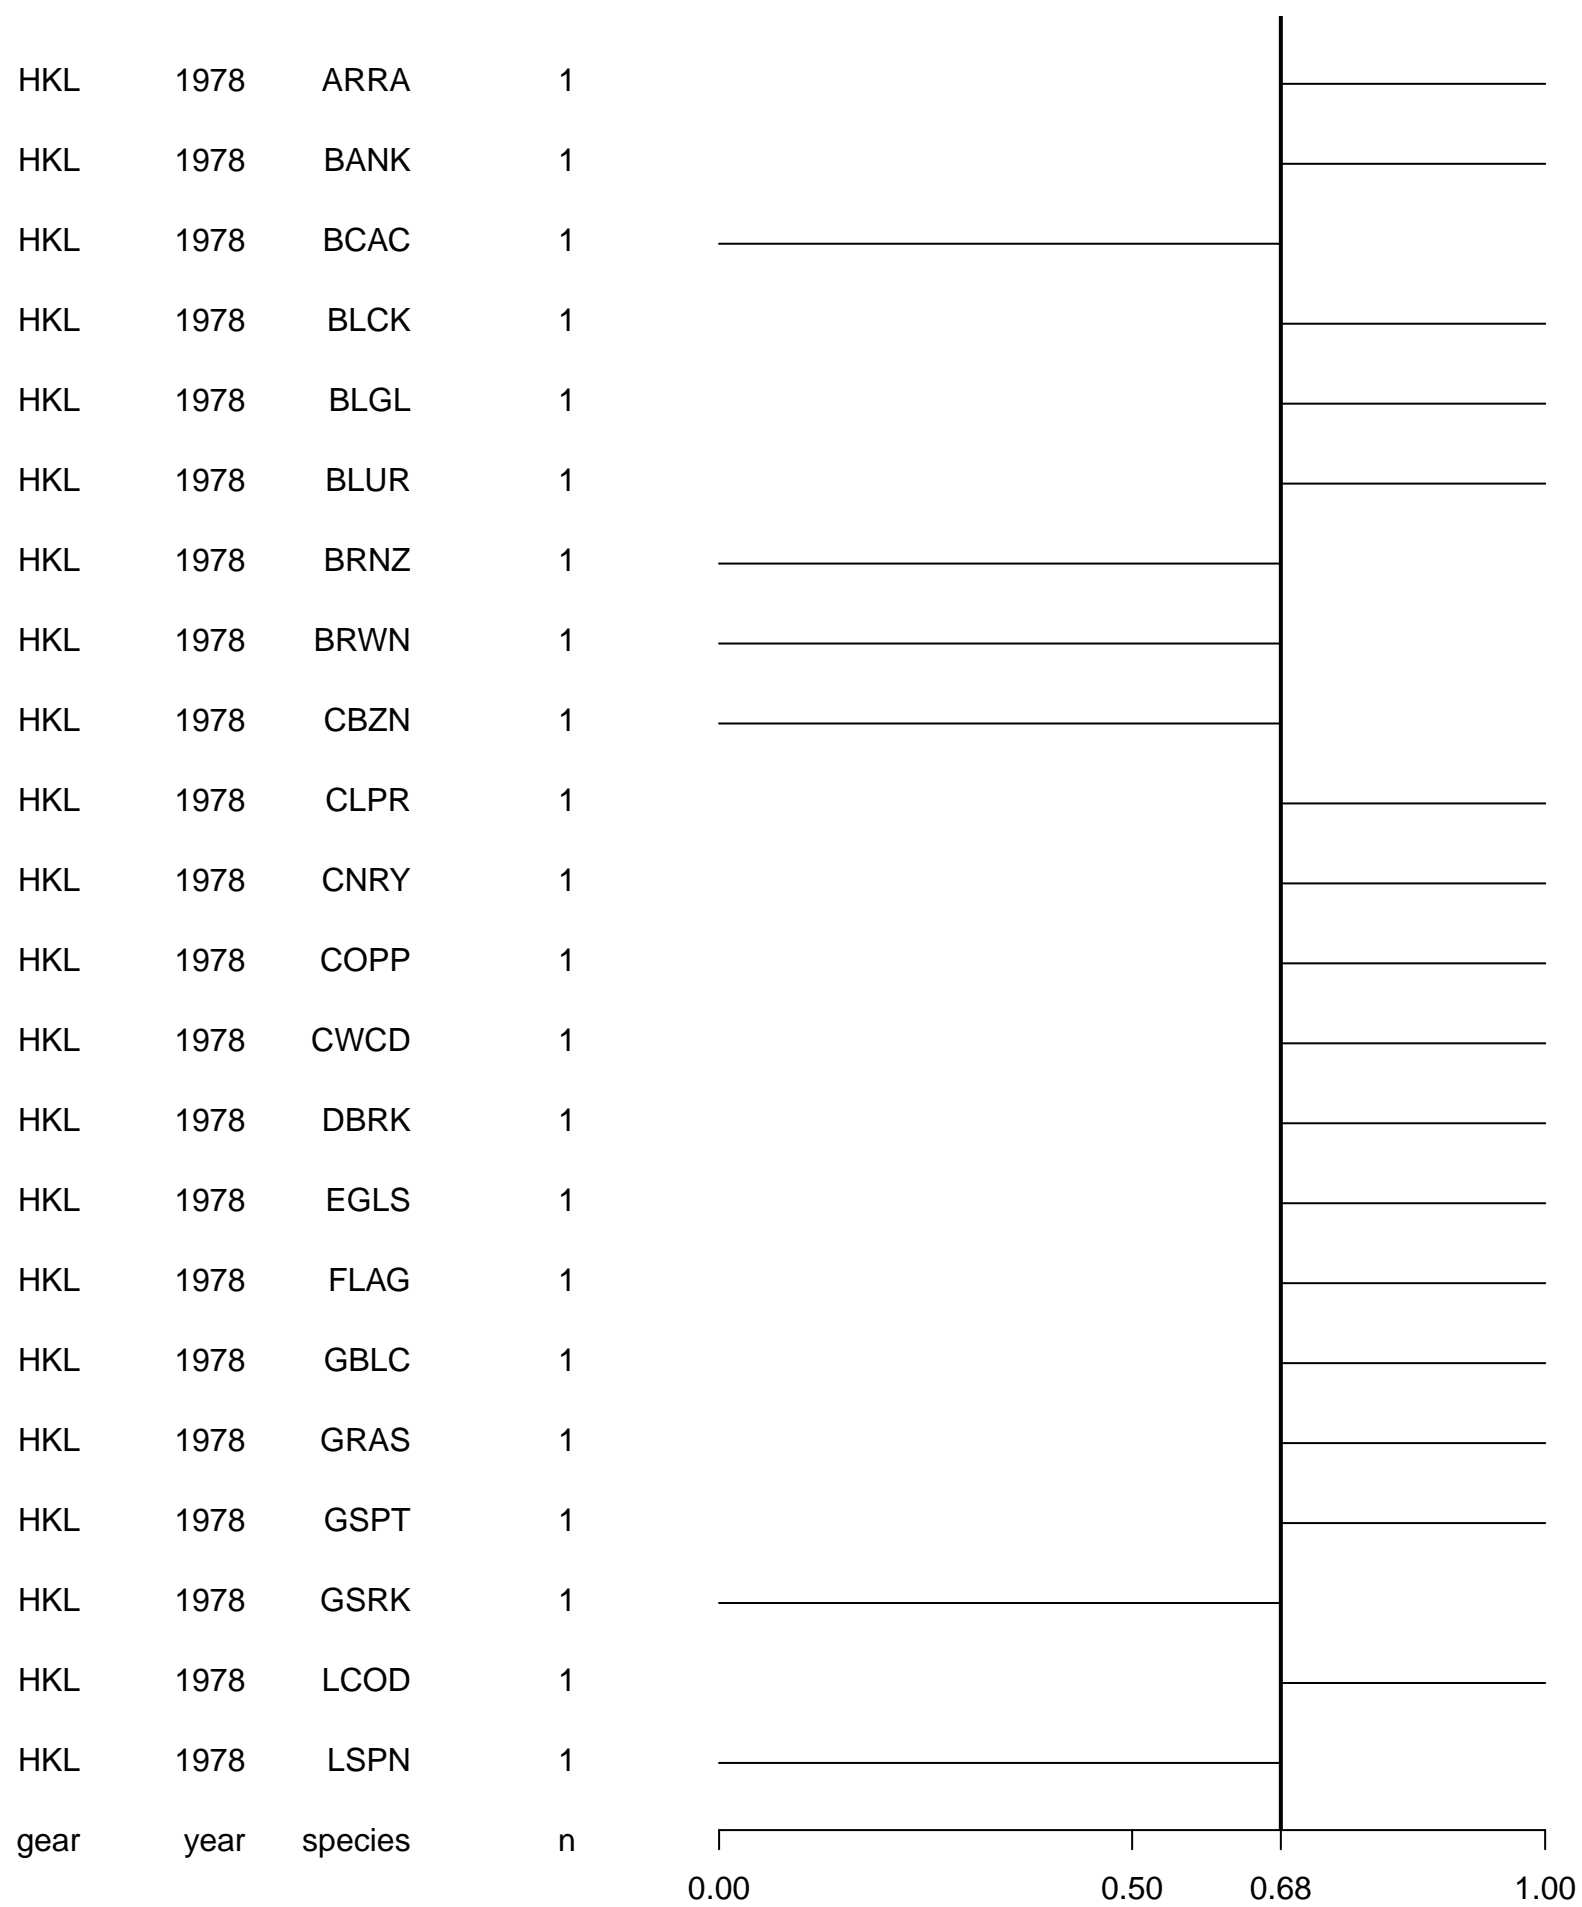 HKL 1978 ARRA 1
HKL 1978 BANK 1
HKL 1978 BCAC 1
HKL 1978 BLCK 1
HKL 1978 BLGL 1
HKL 1978 BLUR 1
HKL 1978 BRNZ 1
HKL 1978 BRWN 1
HKL 1978 CBZN 1
HKL 1978 CLPR 1
HKL 1978 CNRY 1
HKL 1978 COPP 1
HKL 1978 CWCD 1
HKL 1978 DBRK 1
HKL 1978 EGLS 1
HKL 1978 FLAG 1
HKL 1978 GBLC 1
HKL 1978 GRAS 1
HKL 1978 GSPT 1
HKL 1978 GSRK 1
HKL 1978 LCOD 1
HKL 1978 LSPN 1
gear year species n
0.00 0.50 0.68 1.00